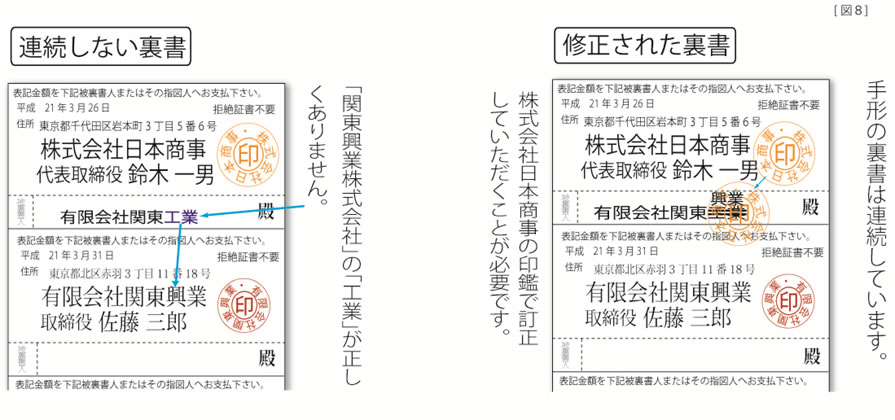 [図8]
連続しない裏書
表記金額を下記被裏書人またはその指図人へお支払下さい。
平成 21年3月26日 拒絶証書不要
住所 東京都千代田区岩本町3丁目5番6号
株式会社日本商事
代表取締役 鈴木 一男
株式会社日本商事・
印
被裏書人
有限会社関東工業 殿
表記金額を下記被裏書人またはその指図人へお支払下さい。
平成 21年3月31日 拒絶証書不要
住所 東京都北区赤羽3丁目11番18号
有限会社関東興業
取締役 佐藤 三郎
有限会社関東興業・
印
被裏書人
殿
表記金額を下記被裏書人またはその指図人へお支払下さい。
「関東興業株式会社」の「工業」が正し
くありません。
修正された裏書
表記金額を下記被裏書人またはその指図人へお支払下さい。
平成 21年3月26日 拒絶証書不要
住所 東京都千代田区岩本町3丁目5番6号
株式会社日本商事
代表取締役 鈴木 一男
株式会社日本商事・
印
被裏書人
興業
有限会社関東工業 殿
株式会社日本商事・
印
表記金額を下記被裏書人またはその指図人へお支払下さい。
平成 21年3月31日 拒絶証書不要
住所 東京都北区赤羽3丁目11番18号
有限会社関東興業
取締役 佐藤 三郎
有限会社関東興業・
印
被裏書人
殿
表記金額を下記被裏書人またはその指図人へお支払下さい。
株式会社日本商事の印鑑で訂正
していただくことが必要です。
手形の裏書は連続しています。